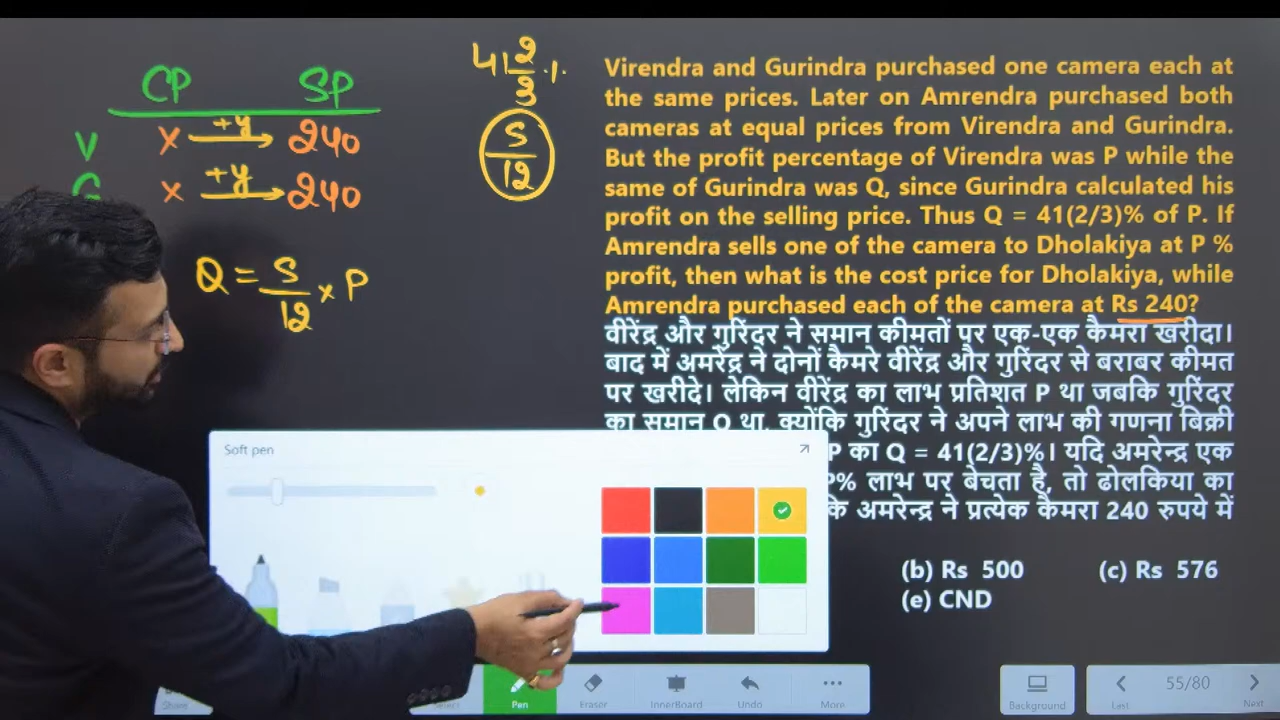 CP SP
V X +y 240
G X +y 240
Q = 5/12 × P
41 2/3 %
5/12
Virendra and Gurindra purchased one camera each at
the same prices. Later on Amrendra purchased both
cameras at equal prices from Virendra and Gurindra.
But the profit percentage of Virendra was P while the
same of Gurindra was Q, since Gurindra calculated his
profit on the selling price. Thus Q = 41(2/3)% of P. If
Amrendra sells one of the camera to Dholakiya at P %
profit, then what is the cost price for Dholakiya, while
Amrendra purchased each of the camera at Rs 240?
वीरेंद्र और गुरिंदर ने समान कीमतों पर एक-एक कैमरा खरीदा।
बाद में अमरेंद्र ने दोनों कैमरे वीरेंद्र और गुरिंदर से बराबर कीमत
पर खरीदे। लेकिन वीरेंद्र का लाभ प्रतिशत P था जबकि गुरिंदर
का समान Q था, क्योंकि गुरिंदर ने अपने लाभ की गणना बिक्री
P का Q = 41(2/3)%। यदि अमरेन्द्र एक
P% लाभ पर बेचता है, तो ढोलकिया का
कि अमरेन्द्र ने प्रत्येक कैमरा 240 रुपये में
(b) Rs 500 (c) Rs 576
(e) CND
Soft pen
Share Select Pen Eraser InnerBoard Undo More
Background Last 55/80 Next